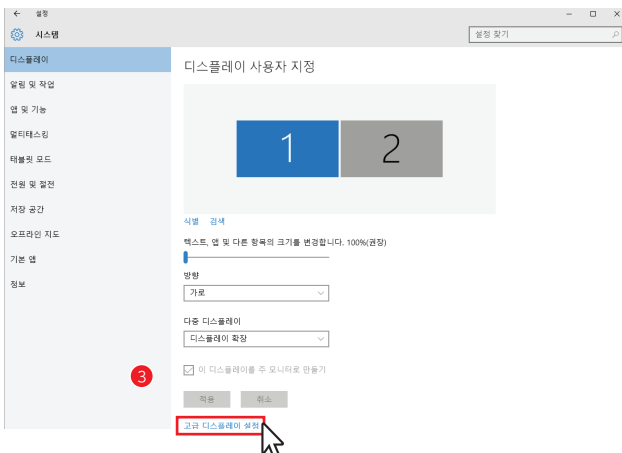 설정
시스템
설정 찾기
디스플레이
알림 및 작업
앱 및 기능
멀티태스킹
태블릿 모드
전원 및 절전
저장 공간
오프라인 지도
기본 앱
정보
디스플레이 사용자 지정
1 2
식별 검색
텍스트, 앱 및 다른 항목의 크기를 변경합니다. 100%(권장)
방향
가로
다중 디스플레이
디스플레이 확장
3
이 디스플레이를 주 모니터로 만들기
적용 취소
고급 디스플레이 설정